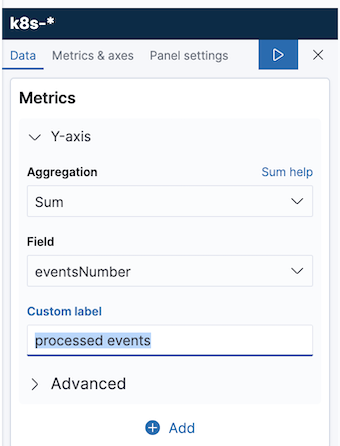 k8s-*
Data Metrics & axes Panel settings
Metrics
Y-axis
Aggregation Sum help
Sum
Field
eventsNumber
Custom label
processed events
Advanced
Add